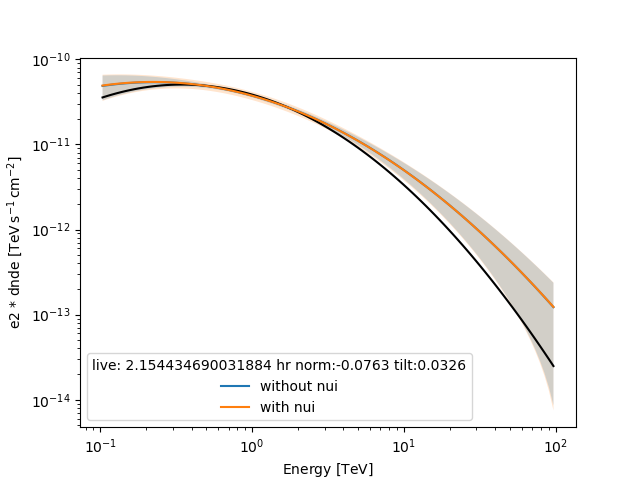 10⁻¹⁰
10⁻¹¹
10⁻¹²
10⁻¹³
10⁻¹⁴
e2 * dnde [TeV s⁻¹ cm⁻²]
live: 2.154434690031884 hr norm:-0.0763 tilt:0.0326
without nui
with nui
10⁻¹ 10⁰ 10¹ 10²
Energy [TeV]